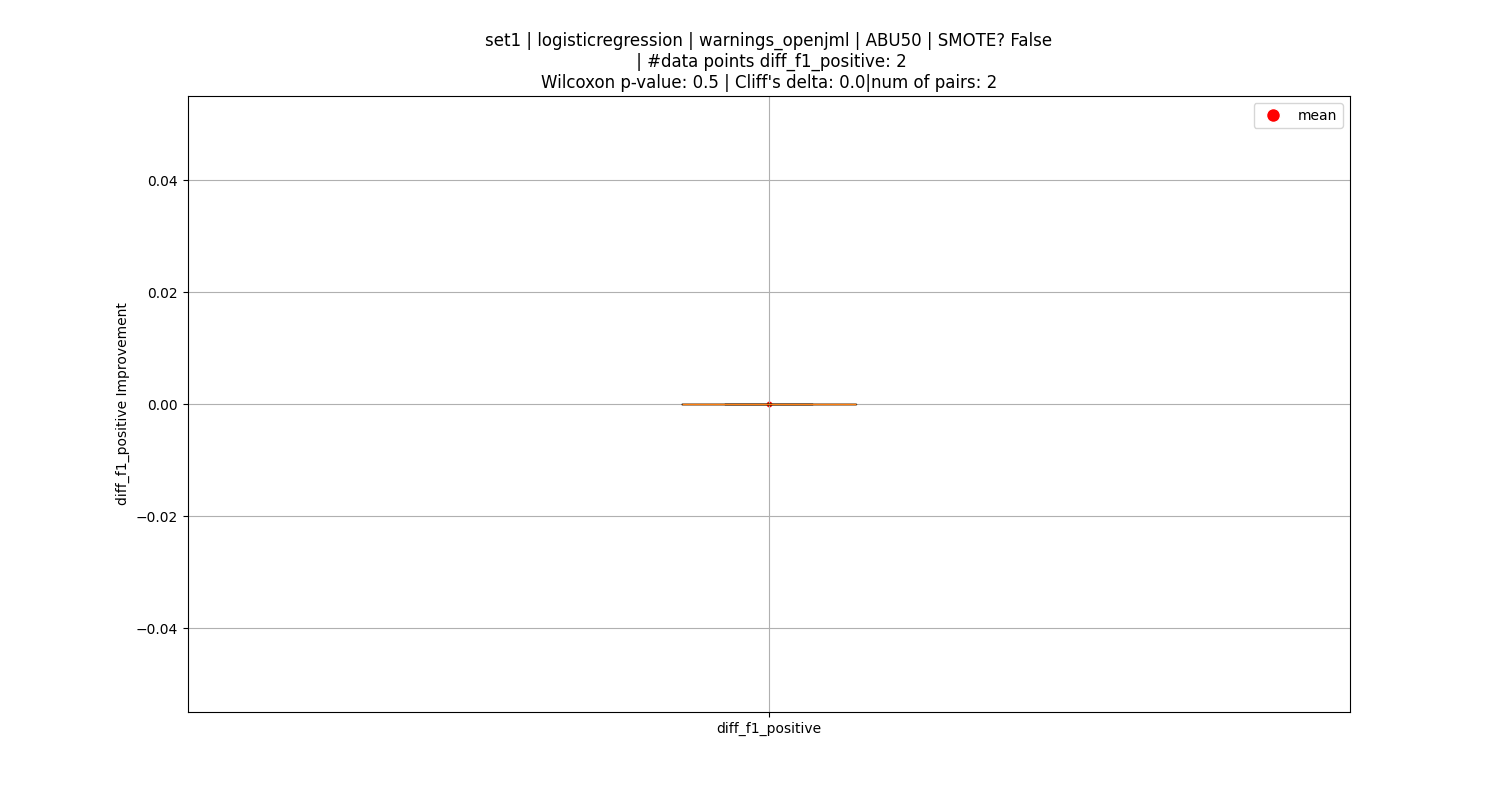 set1 | logisticregression | warnings_openjml | ABU50 | SMOTE? False
| #data points diff_f1_positive: 2
Wilcoxon p-value: 0.5 | Cliff's delta: 0.0|num of pairs: 2
mean
0.04
0.02
0.00
−0.02
−0.04
diff_f1_positive Improvement
diff_f1_positive